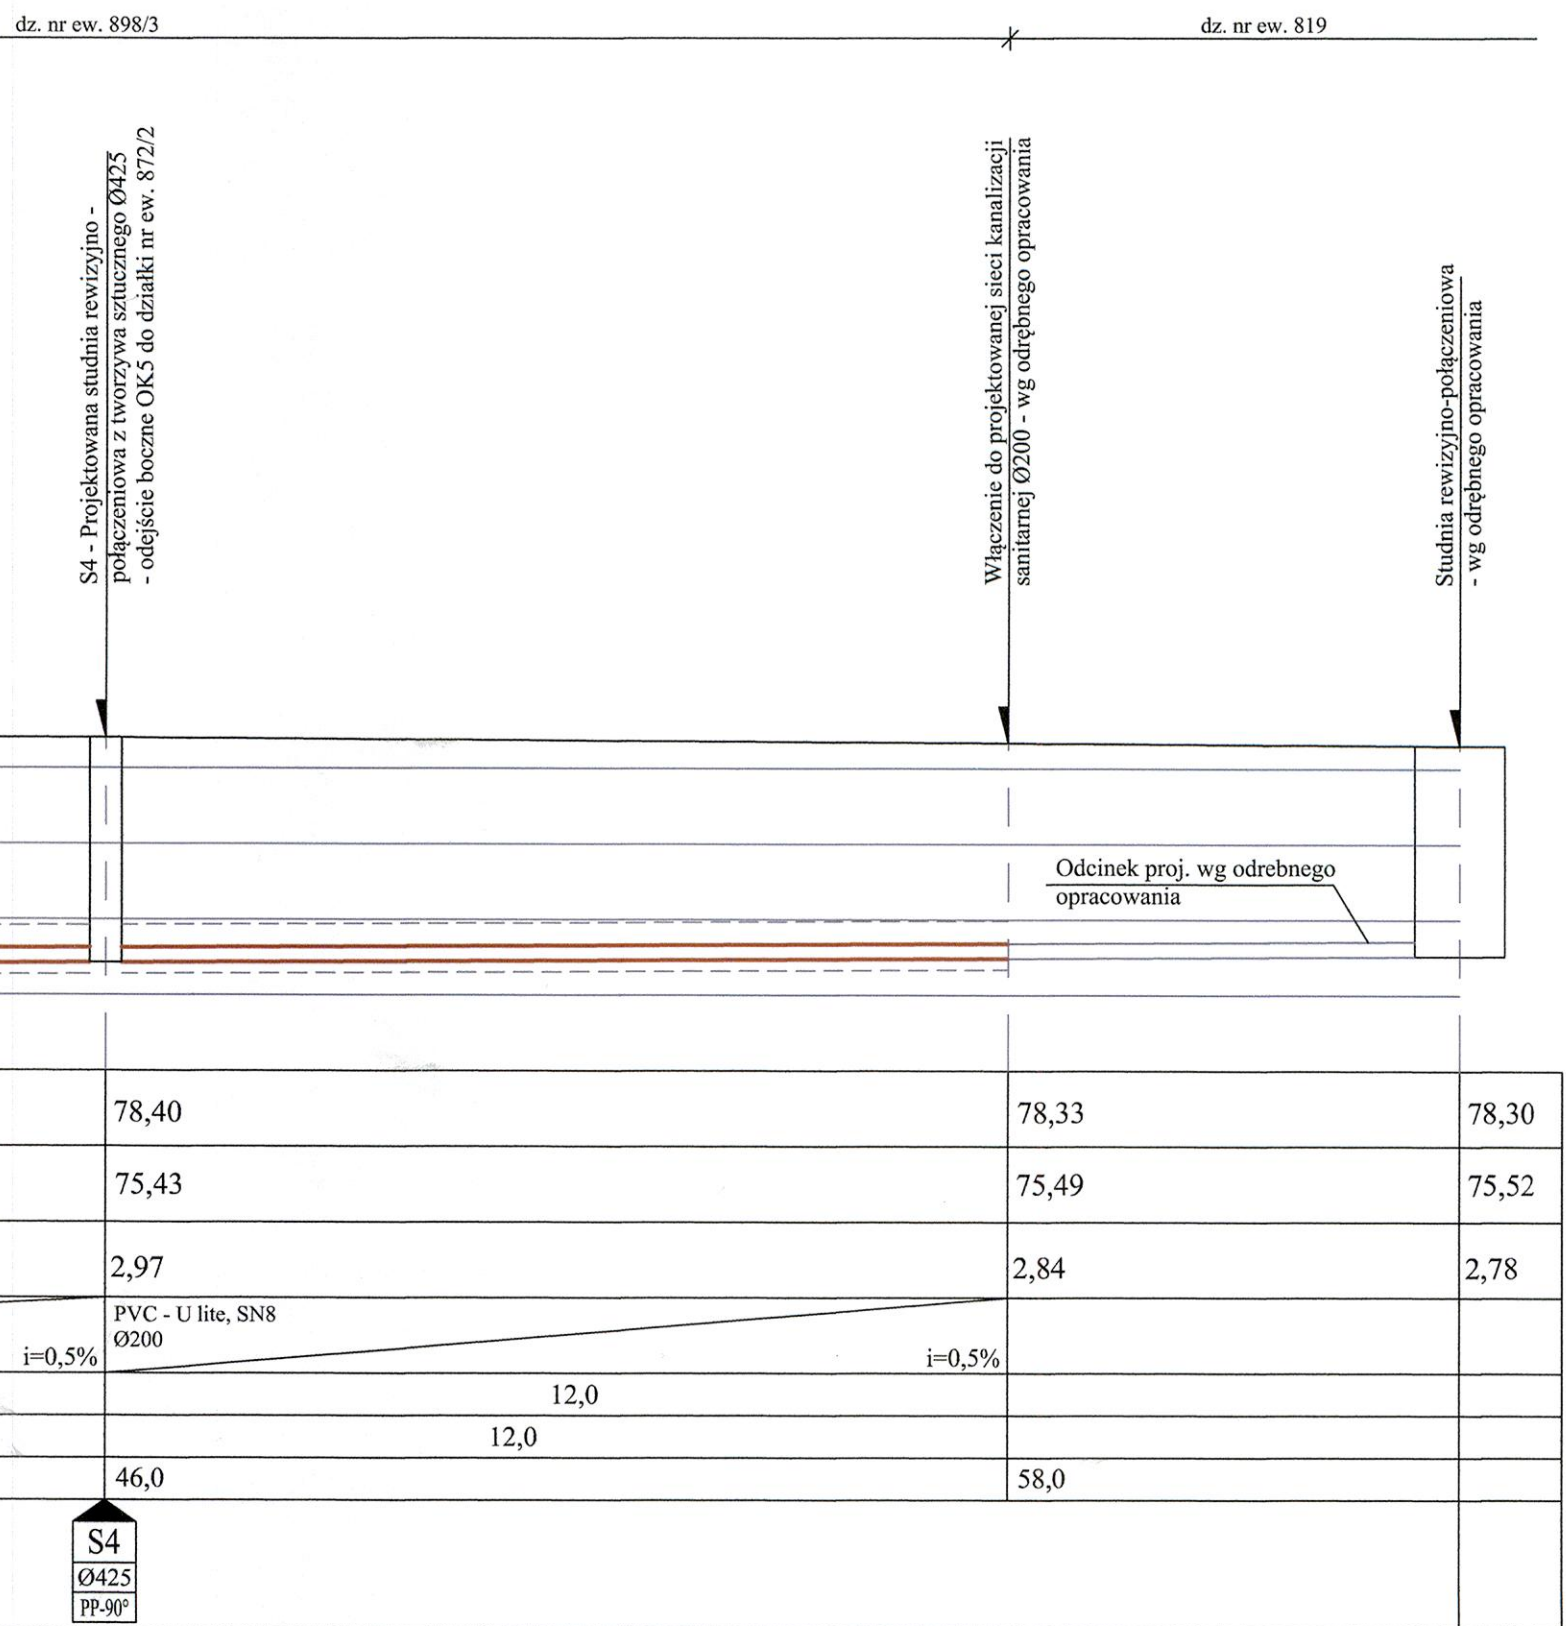 dz. nr ew. 898/3
dz. nr ew. 819
S4 - Projektowana studnia rewizyjno -
połączeniowa z tworzywa sztucznego Ø425
- odejście boczne OK5 do działki nr ew. 872/2
Włączenie do projektowanej sieci kanalizacji
sanitarnej Ø200 - wg odrębnego opracowania
Studnia rewizyjno-połączeniowa
- wg odrębnego opracowania
Odcinek proj. wg odrebnego
opracowania
78,40
78,33
78,30
75,43
75,49
75,52
2,97
2,84
2,78
PVC - U lite, SN8
Ø200
i=0,5%
i=0,5%
12,0
12,0
46,0
58,0
S4
Ø425
PP-90°